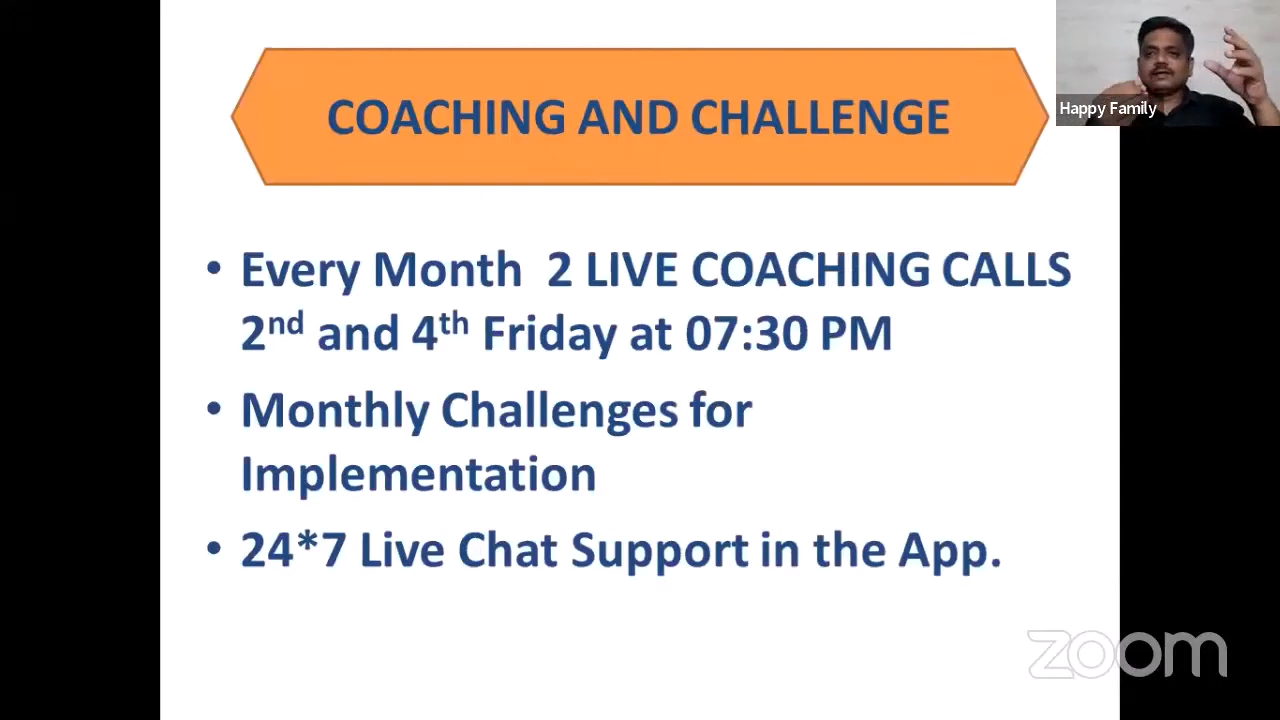 COACHING AND CHALLENGE
Happy Family
• Every Month 2 LIVE COACHING CALLS
2nd and 4th Friday at 07:30 PM
• Monthly Challenges for
Implementation
• 24*7 Live Chat Support in the App.
zoom